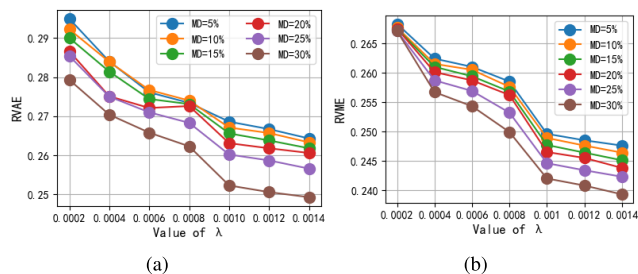 MD=5%
MD=20%
MD=10%
MD=25%
MD=15%
MD=30%
0.29
0.28
0.27
0.26
0.25
RVAE
0.0002 0.0004 0.0006 0.0008 0.0010 0.0012 0.0014
Value of λ
(a)
MD=5%
MD=10%
MD=15%
MD=20%
MD=25%
MD=30%
0.265
0.260
0.255
0.250
0.245
0.240
RVME
0.0002 0.0004 0.0006 0.0008 0.001 0.0012 0.0014
Value of λ
(b)